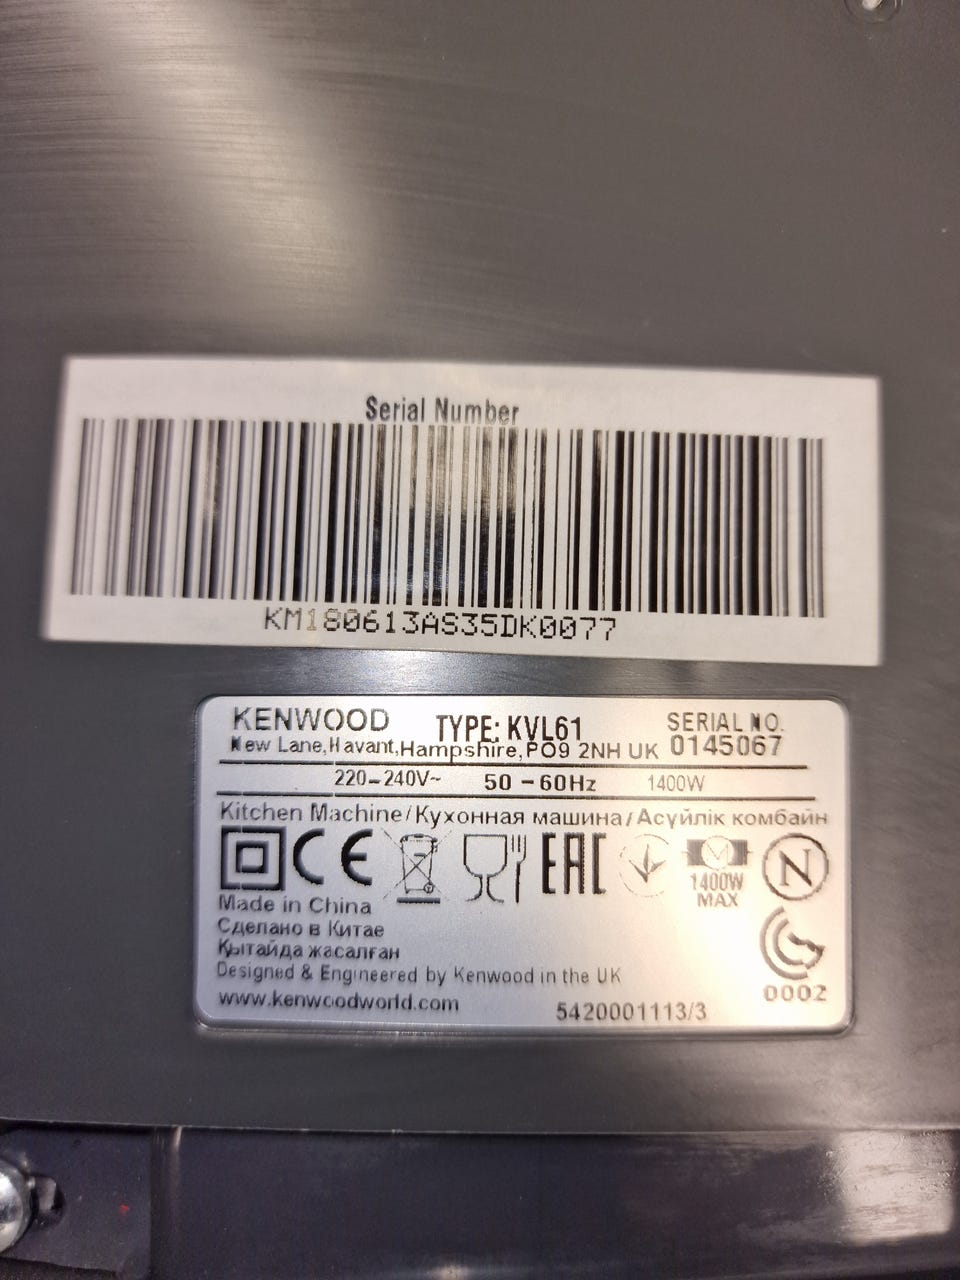 Serial Number
KM180613AS35DK0077
KENWOOD TYPE: KVL61 SERIAL NO.
New Lane,Havant,Hampshire,PO9 2NH UK 0145067
220-240V~ 50-60Hz 1400W
Kitchen Machine/Кухонная машина/Асүйлік комбайн
CE EAC M N
1400W
MAX
Made in China
Сделано в Китае
Қытайда жасалған
Designed & Engineered by Kenwood in the UK
0002
www.kenwoodworld.com 5420001113/3